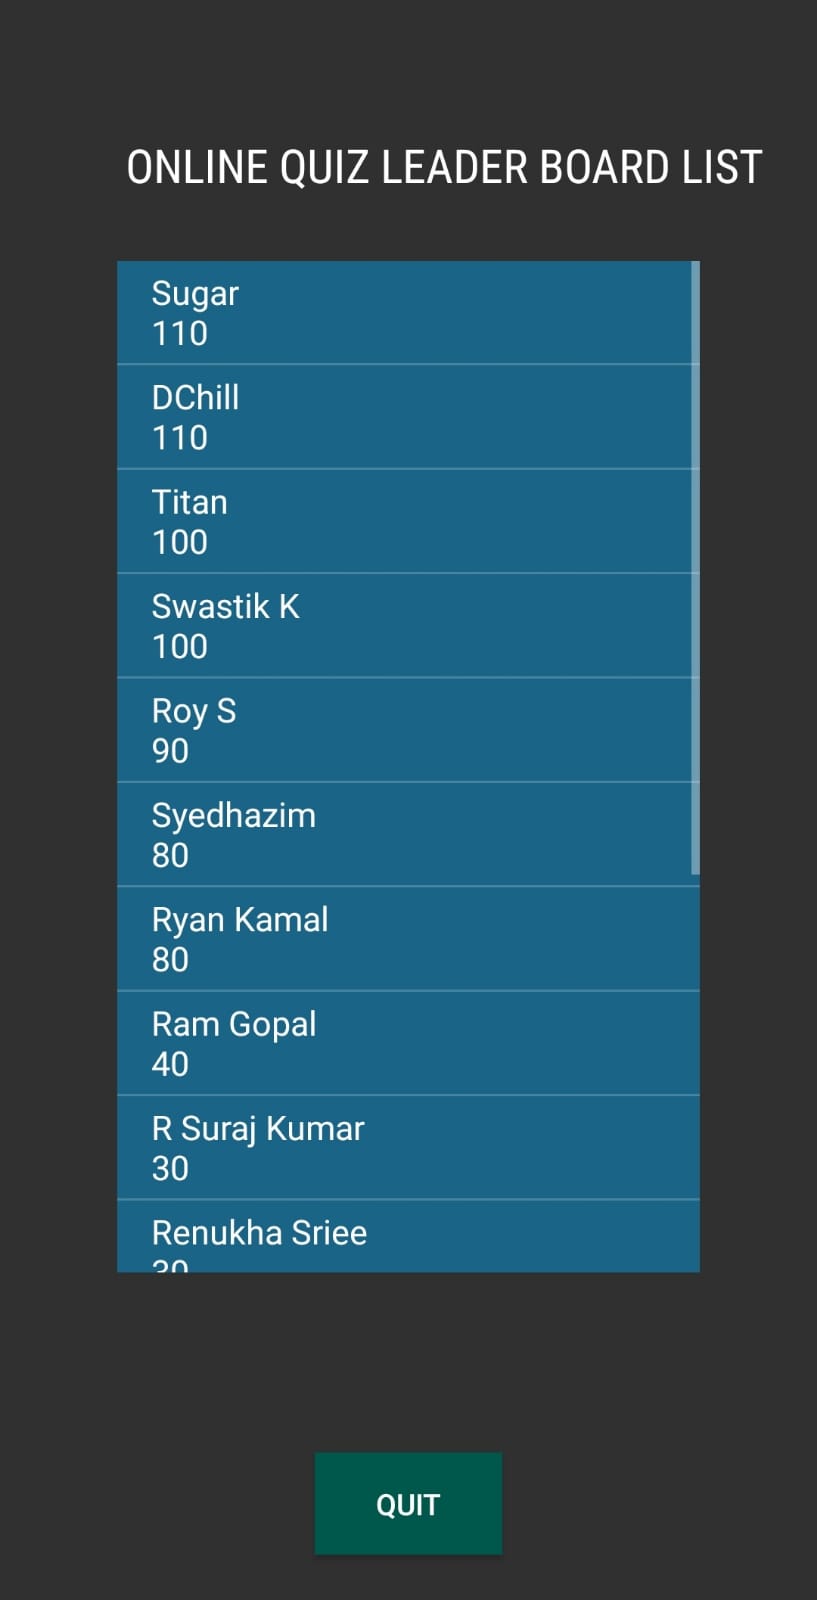 ONLINE QUIZ LEADER BOARD LIST
Sugar
110
DChill
110
Titan
100
Swastik K
100
Roy S
90
Syedhazim
80
Ryan Kamal
80
Ram Gopal
40
R Suraj Kumar
30
Renukha Sriee
QUIT